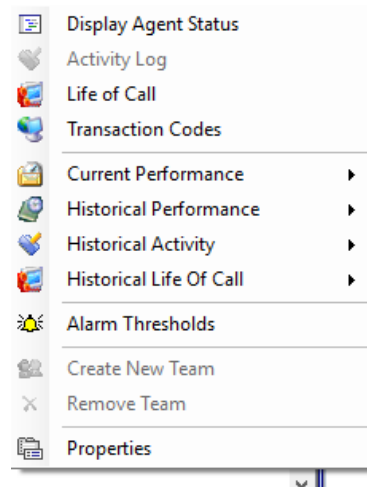 Display Agent Status
Activity Log
Life of Call
Transaction Codes
Current Performance
Historical Performance
Historical Activity
Historical Life Of Call
Alarm Thresholds
Create New Team
Remove Team
Properties